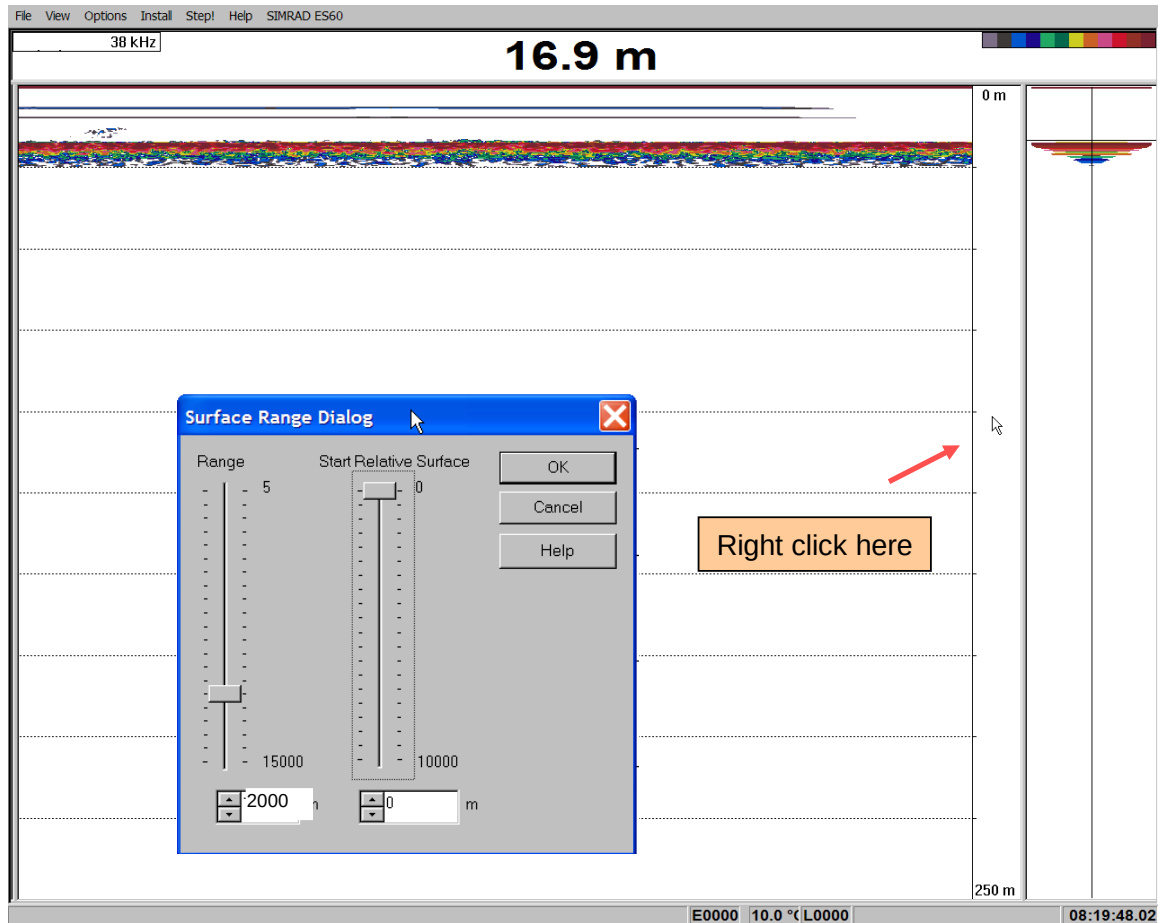 File View Options Install Step! Help SIMRAD ES60
38 kHz
16.9 m
0 m
Surface Range Dialog
Range
Start Relative Surface
OK
5
0
Cancel
Help
Right click here
15000
10000
2000
0
m
250 m
E0000 10.0 °( L0000 08:19:48.02